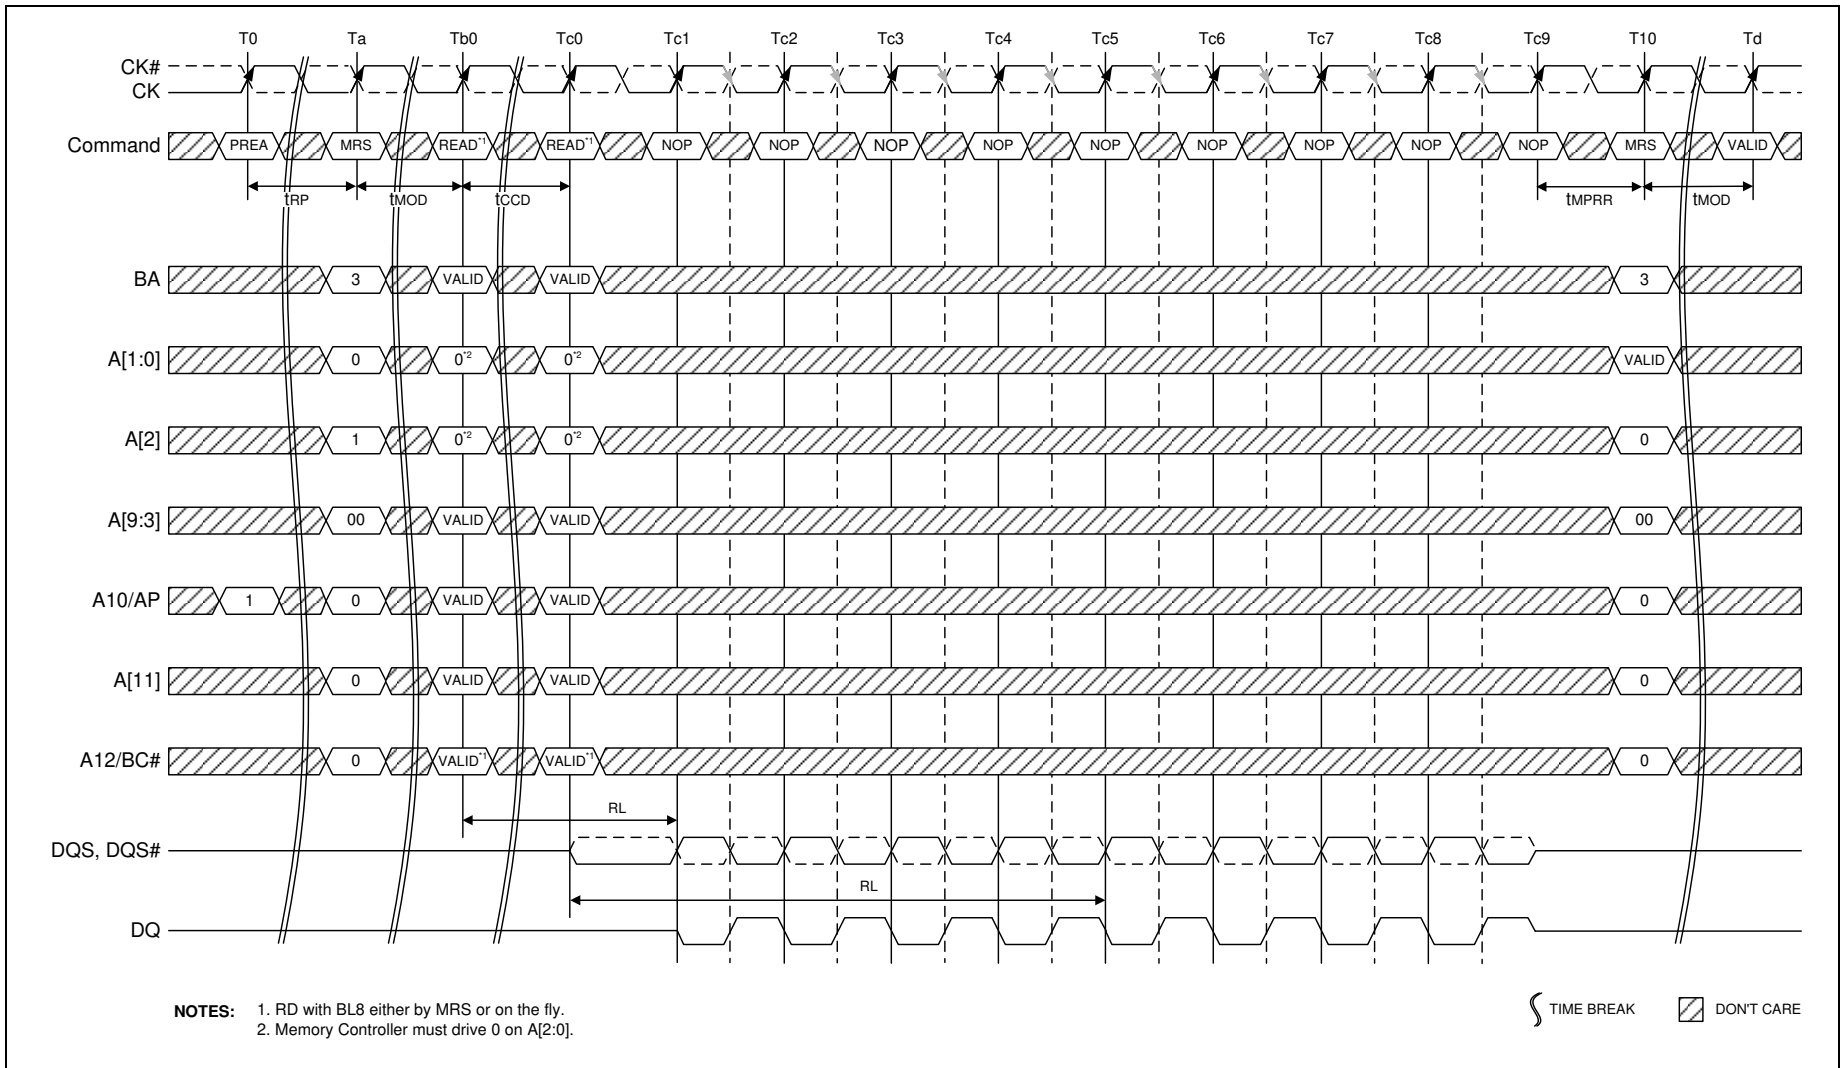 T0 Ta Tb0 Tc0 Tc1 Tc2 Tc3 Tc4 Tc5 Tc6 Tc7 Tc8 Tc9 T10 Td
CK#
CK
Command PREA MRS READ*1 READ*1 NOP NOP NOP NOP NOP NOP NOP NOP NOP MRS VALID
tRP tMOD tCCD tMPRR tMOD
BA 3 VALID VALID 3
A[1:0] 0 0*2 0*2 VALID
A[2] 1 0*2 0*2 0
A[9:3] 00 VALID VALID 00
A10/AP 1 0 VALID VALID 0
A[11] 0 VALID VALID 0
A12/BC# 0 VALID*1 VALID*1 0
RL
DQS, DQS#
RL
DQ
NOTES: 1. RD with BL8 either by MRS or on the fly.
2. Memory Controller must drive 0 on A[2:0].
TIME BREAK DON'T CARE